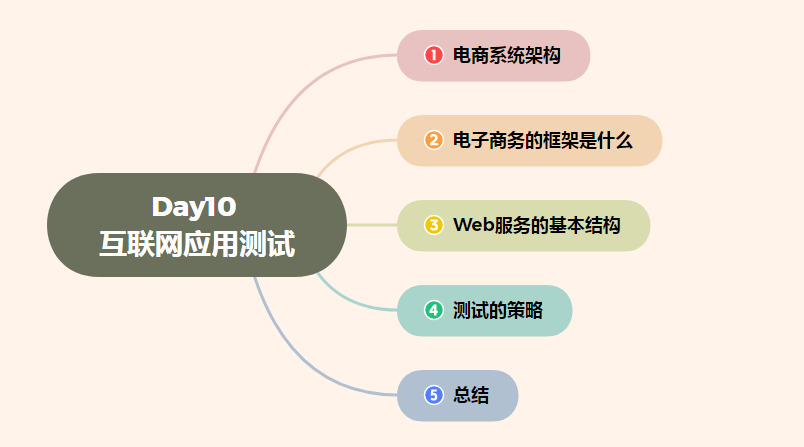 Day10
互联网应用测试
1 电商系统架构
2 电子商务的框架是什么
3 Web服务的基本结构
4 测试的策略
5 总结